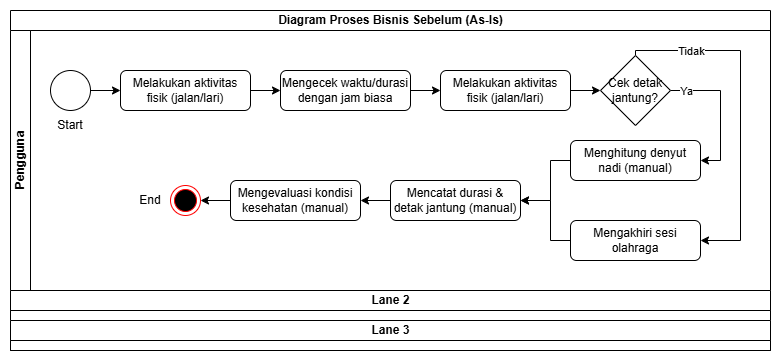 Diagram Proses Bisnis Sebelum (As-Is)
Pengguna
Start
Melakukan aktivitas
fisik (jalan/lari)
Mengecek waktu/durasi
dengan jam biasa
Melakukan aktivitas
fisik (jalan/lari)
Cek detak
jantung?
Tidak
Ya
Menghitung denyut
nadi (manual)
Mengakhiri sesi
olahraga
Mencatat durasi &
detak jantung (manual)
Mengevaluasi kondisi
kesehatan (manual)
End
Lane 2
Lane 3